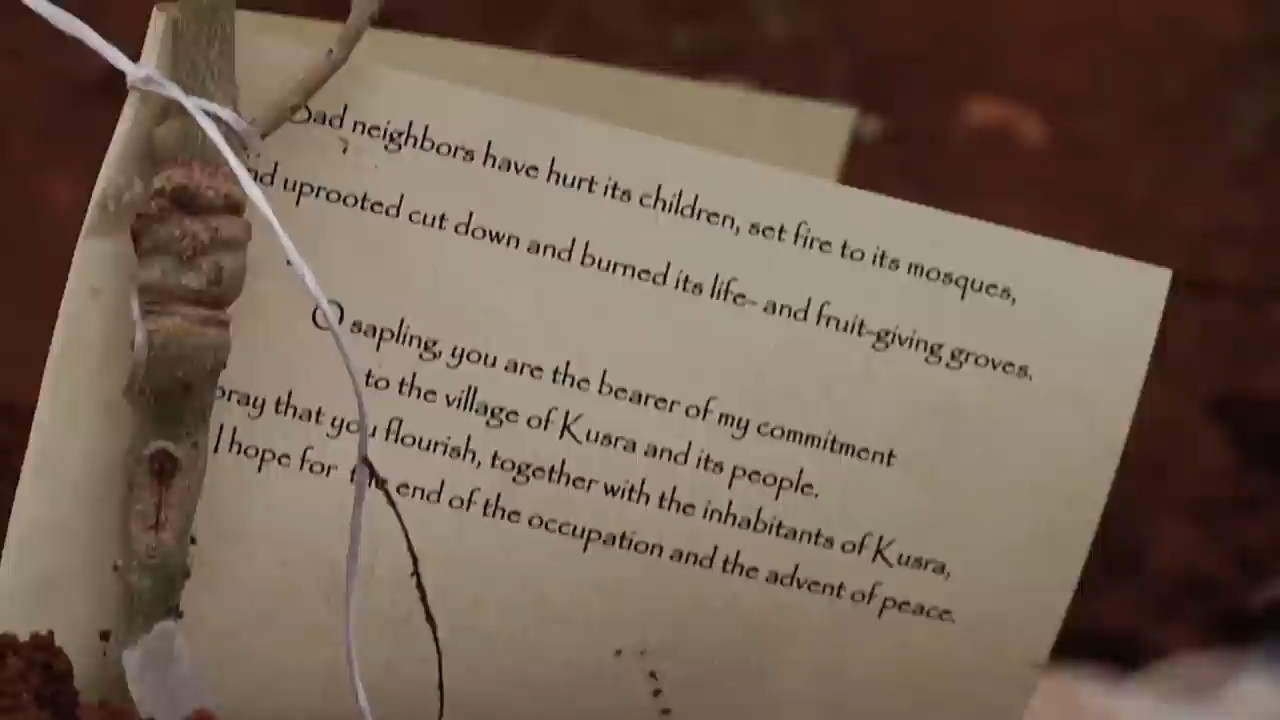 Bad neighbors have hurt its children, set fire to its mosques,
and uprooted cut down and burned its life- and fruit-giving groves.
O sapling, you are the bearer of my commitment
to the village of Kusra and its people.
pray that you flourish, together with the inhabitants of Kusra,
I hope for the end of the occupation and the advent of peace.